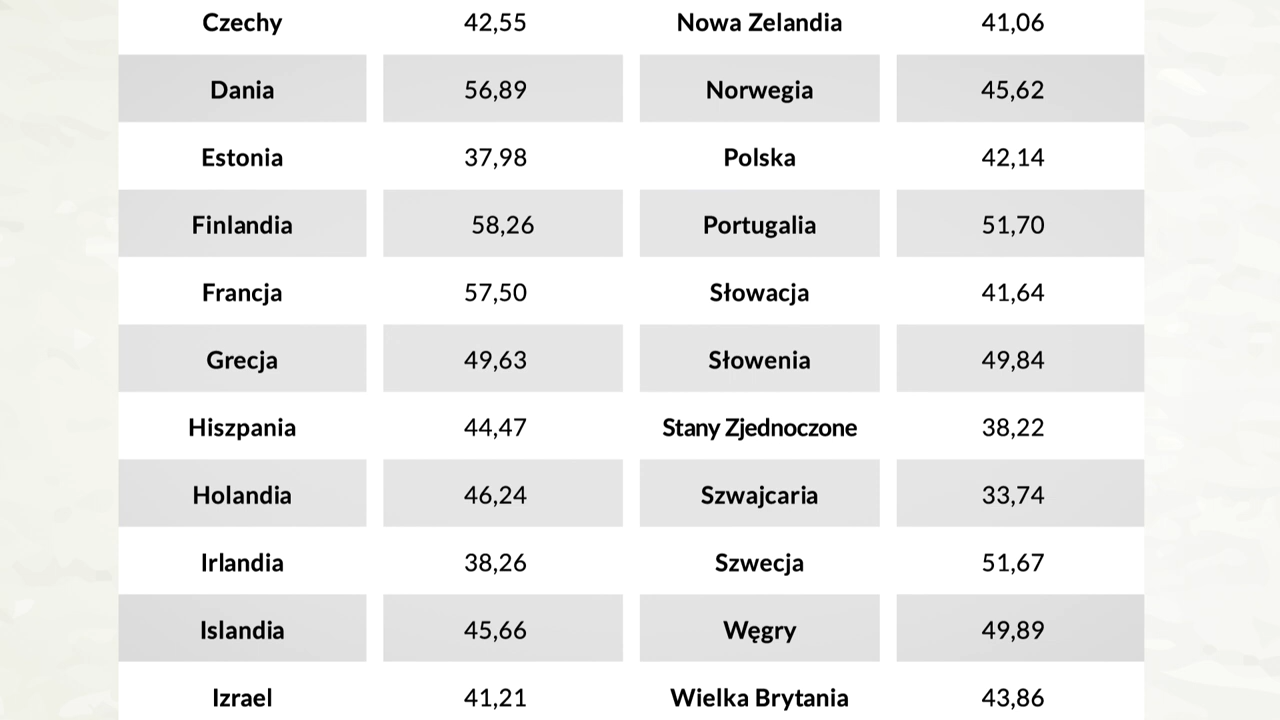 Czechy 42,55 Nowa Zelandia 41,06
Dania 56,89 Norwegia 45,62
Estonia 37,98 Polska 42,14
Finlandia 58,26 Portugalia 51,70
Francja 57,50 Słowacja 41,64
Grecja 49,63 Słowenia 49,84
Hiszpania 44,47 Stany Zjednoczone 38,22
Holandia 46,24 Szwajcaria 33,74
Irlandia 38,26 Szwecja 51,67
Islandia 45,66 Węgry 49,89
Izrael 41,21 Wielka Brytania 43,86